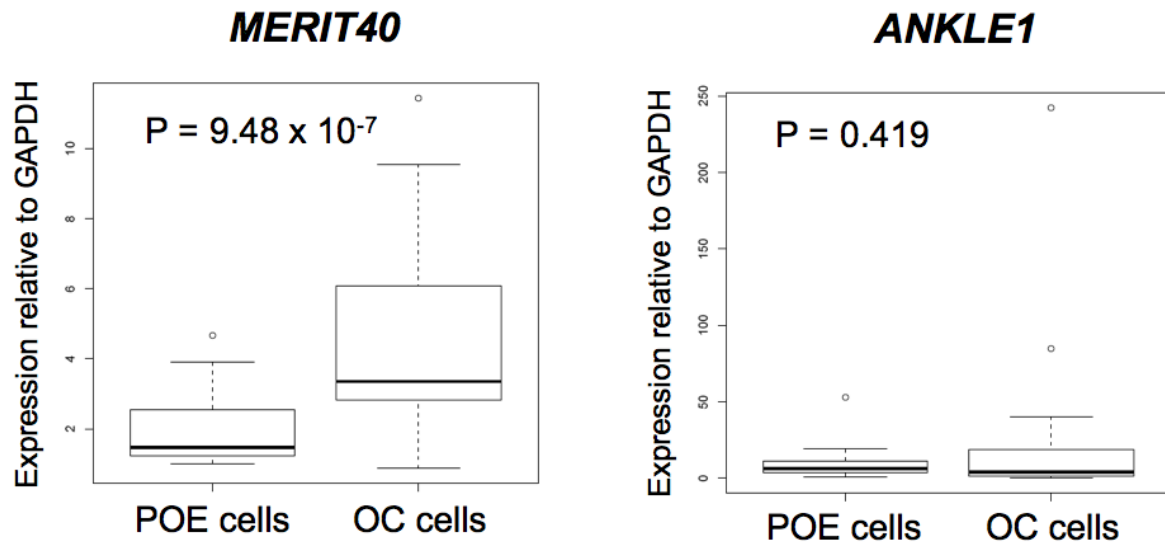 MERIT40
P = 9.48 x 10-7
Expression relative to GAPDH
10
8
6
4
2
POE cells
OC cells
ANKLE1
P = 0.419
Expression relative to GAPDH
250
200
150
100
50
0
POE cells
OC cells